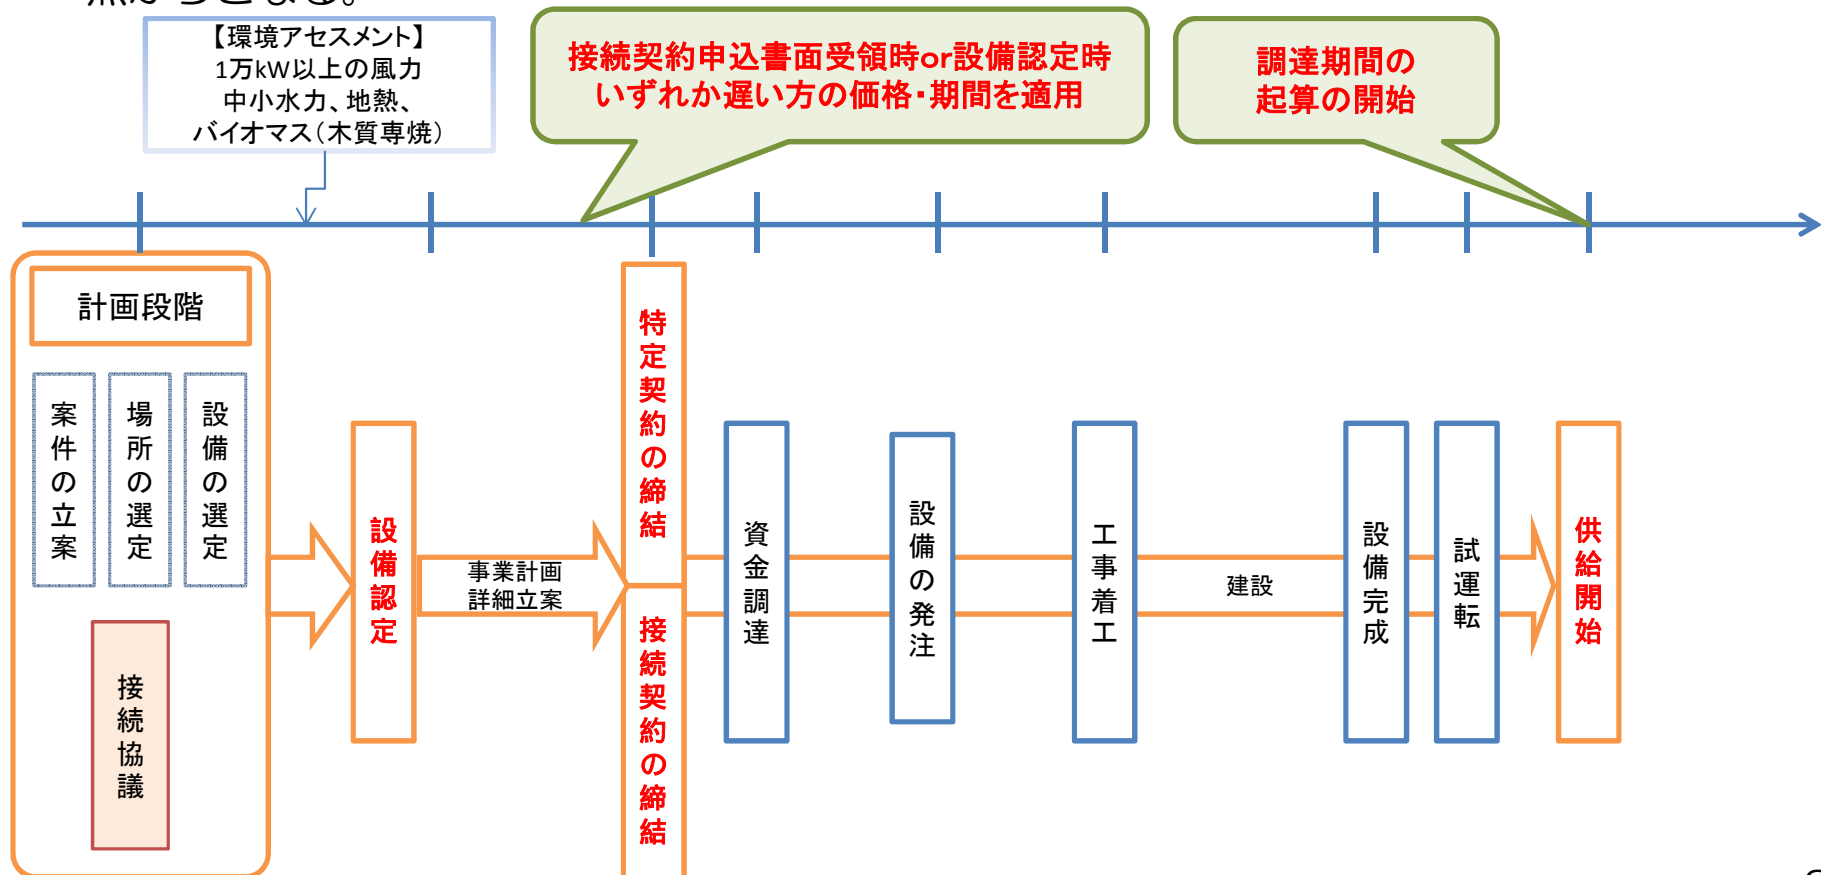 点からとなる。
【環境アセスメント】
1万kW以上の風力
中小水力、地熱、
バイオマス（木質専焼）
接続契約申込書面受領時or設備認定時
いずれか遅い方の価格・期間を適用
調達期間の
起算の開始
計画段階
案件の立案
場所の選定
設備の選定
接続協議
設備認定
事業計画
詳細立案
特定契約の締結
接続契約の締結
資金調達
設備の発注
工事着工
建設
設備完成
試運転
供給開始